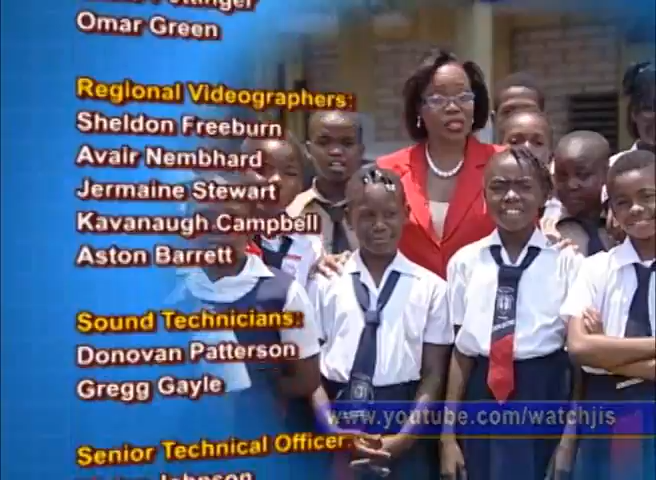 Omar Green
Regional Videographers:
Sheldon Freeburn
Avair Nembhard
Jermaine Stewart
Kavanaugh Campbell
Aston Barrett
Sound Technicians:
Donovan Patterson
Gregg Gayle
www.youtube.com/watchjis
Senior Technical Officer: